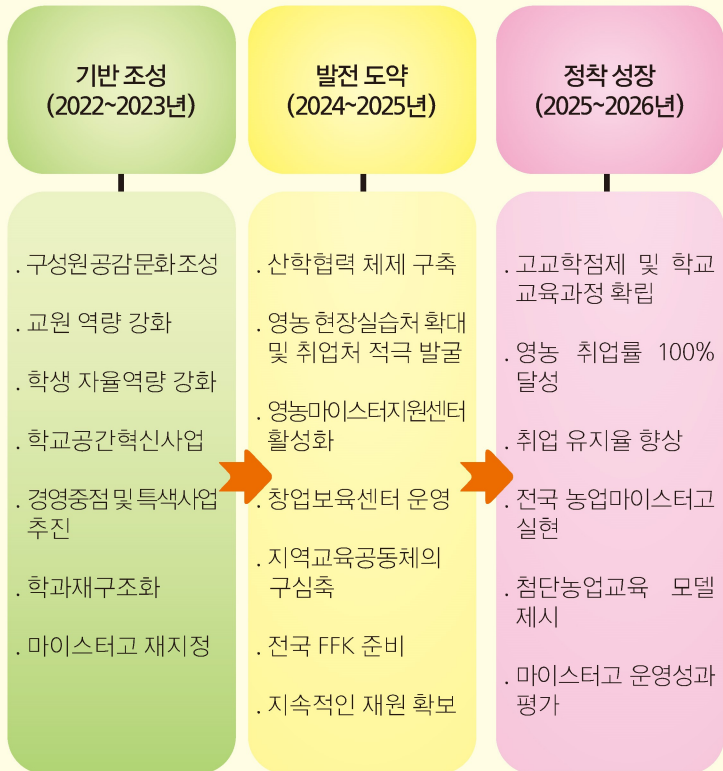 기반 조성
(2022~2023년)
. 구성원공감문화조성
. 교원 역량 강화
. 학생 자율역량 강화
. 학교공간혁신사업
. 경영중점 및 특색사업
추진
. 학과재구조화
. 마이스터고 재지정
발전 도약
(2024~2025년)
. 산학협력 체제 구축
. 영농 현장실습처 확대
및 취업처 적극 발굴
. 영농마이스터지원센터
활성화
. 창업보육센터 운영
. 지역교육공동체의
구심축
. 전국 FFK 준비
. 지속적인 재원 확보
정착 성장
(2025~2026년)
. 고교학점제 및 학교
교육과정 확립
. 영농 취업률 100%
달성
. 취업 유지율 향상
. 전국 농업마이스터고
실현
. 첨단농업교육 모델
제시
. 마이스터고 운영성과
평가